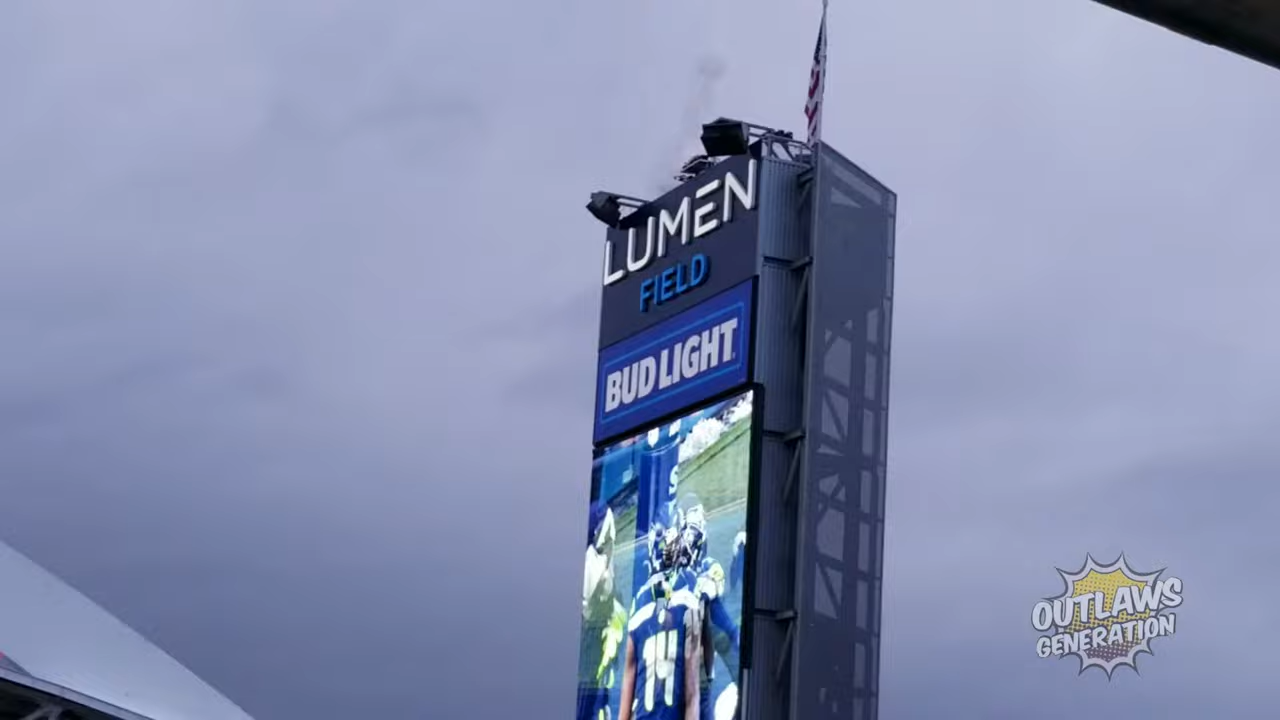 LUMEN
FIELD
BUD LIGHT
S
14
OUTLAWS
GENERATION